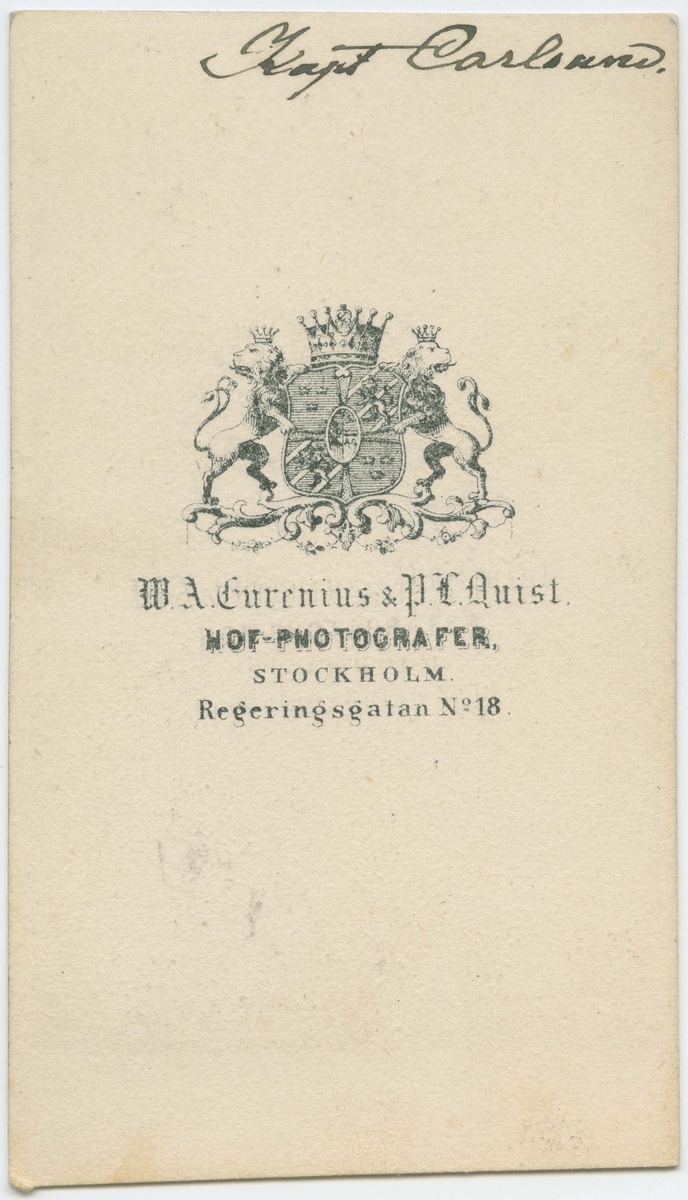 Kapt Carlsund.
W. A. Eurenius & P. L. Quist.
HOF-PHOTOGRAFER,
STOCKHOLM.
Regeringsgatan No 18.